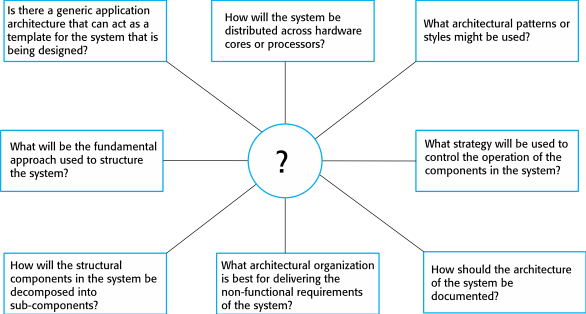 Is there a generic application
architecture that can act as a
template for the system that is
being designed?
How will the system be
distributed across hardware
cores or processors?
What architectural patterns or
styles might be used?
What will be the fundamental
approach used to structure
the system?
?
What strategy will be used to
control the operation of the
components in the system?
How will the structural
components in the system be
decomposed into
sub-components?
What architectural organization
is best for delivering the
non-functional requirements
of the system?
How should the architecture
of the system be
documented?